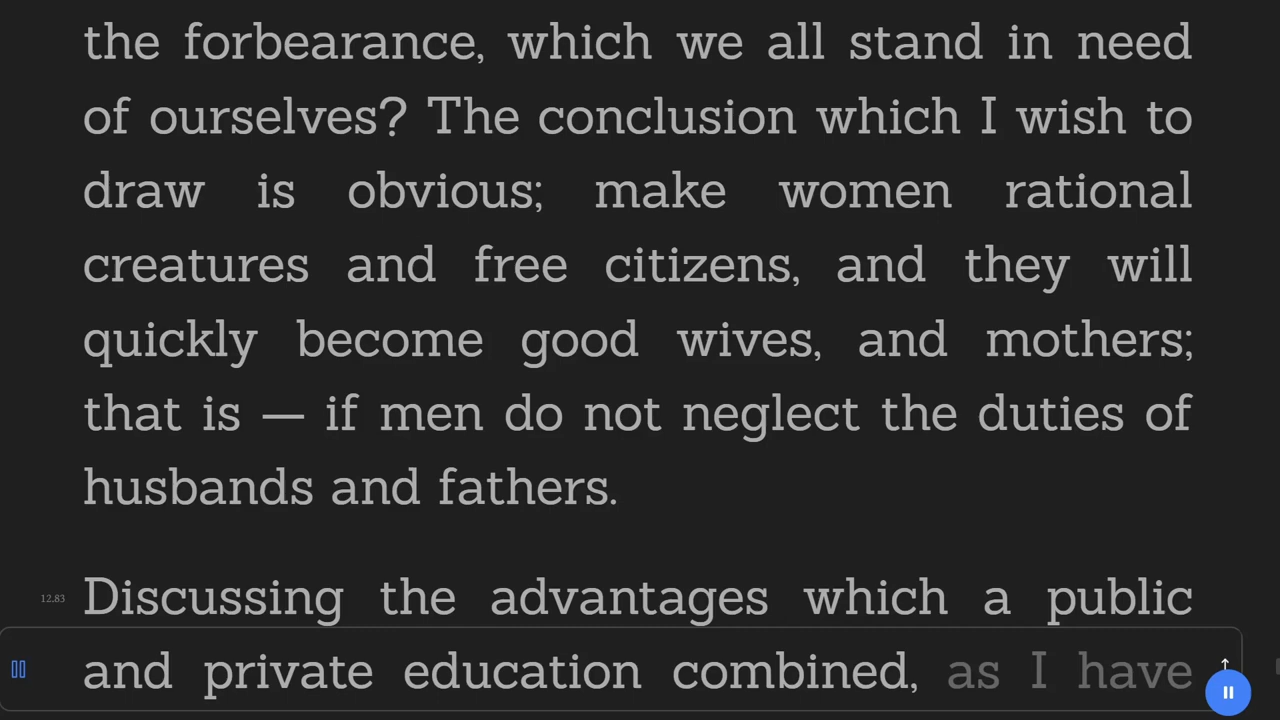 the forbearance, which we all stand in need
of ourselves? The conclusion which I wish to
draw is obvious; make women rational
creatures and free citizens, and they will
quickly become good wives, and mothers;
that is — if men do not neglect the duties of
husbands and fathers.
12.83 Discussing the advantages which a public
and private education combined, as I have